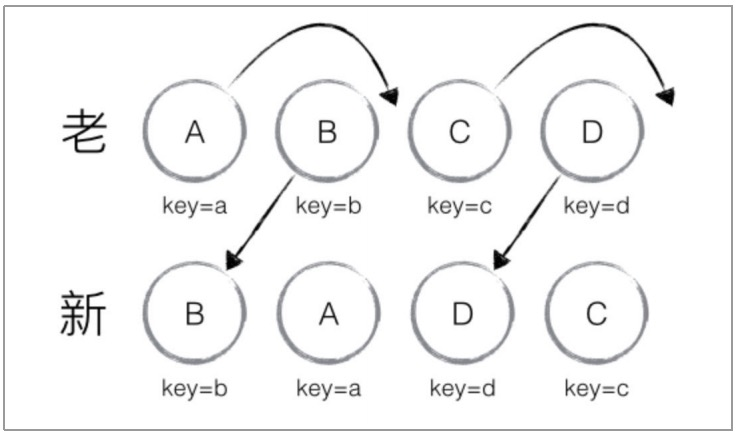 老 A B C D
key=a key=b key=c key=d
新 B A D C
key=b key=a key=d key=c